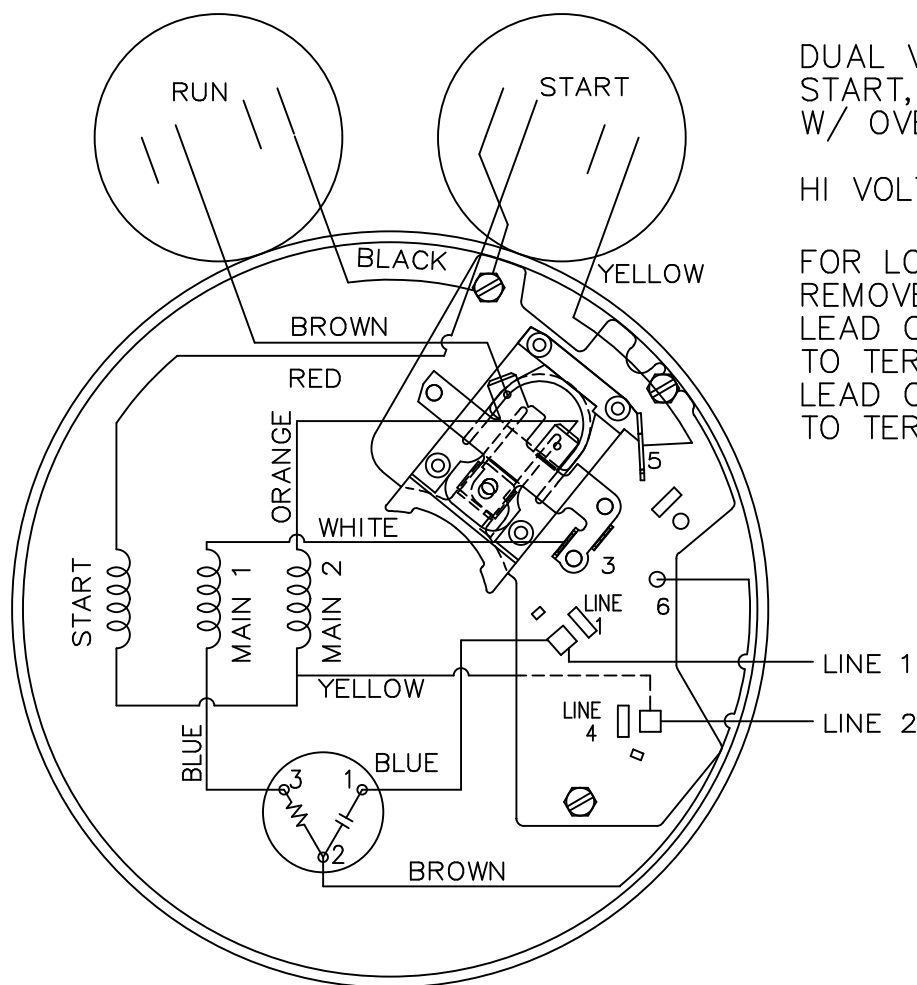 RUN
START
DUAL V
START,
W/ OVE
HI VOLT
FOR LO
REMOVE
LEAD O
TO TER
LEAD O
TO TER
BLACK
YELLOW
BROWN
RED
ORANGE
WHITE
5
3
6
START
MAIN 1
MAIN 2
LINE
1
LINE 1
YELLOW
LINE
4
LINE 2
BLUE
BLUE
3
1
2
BROWN